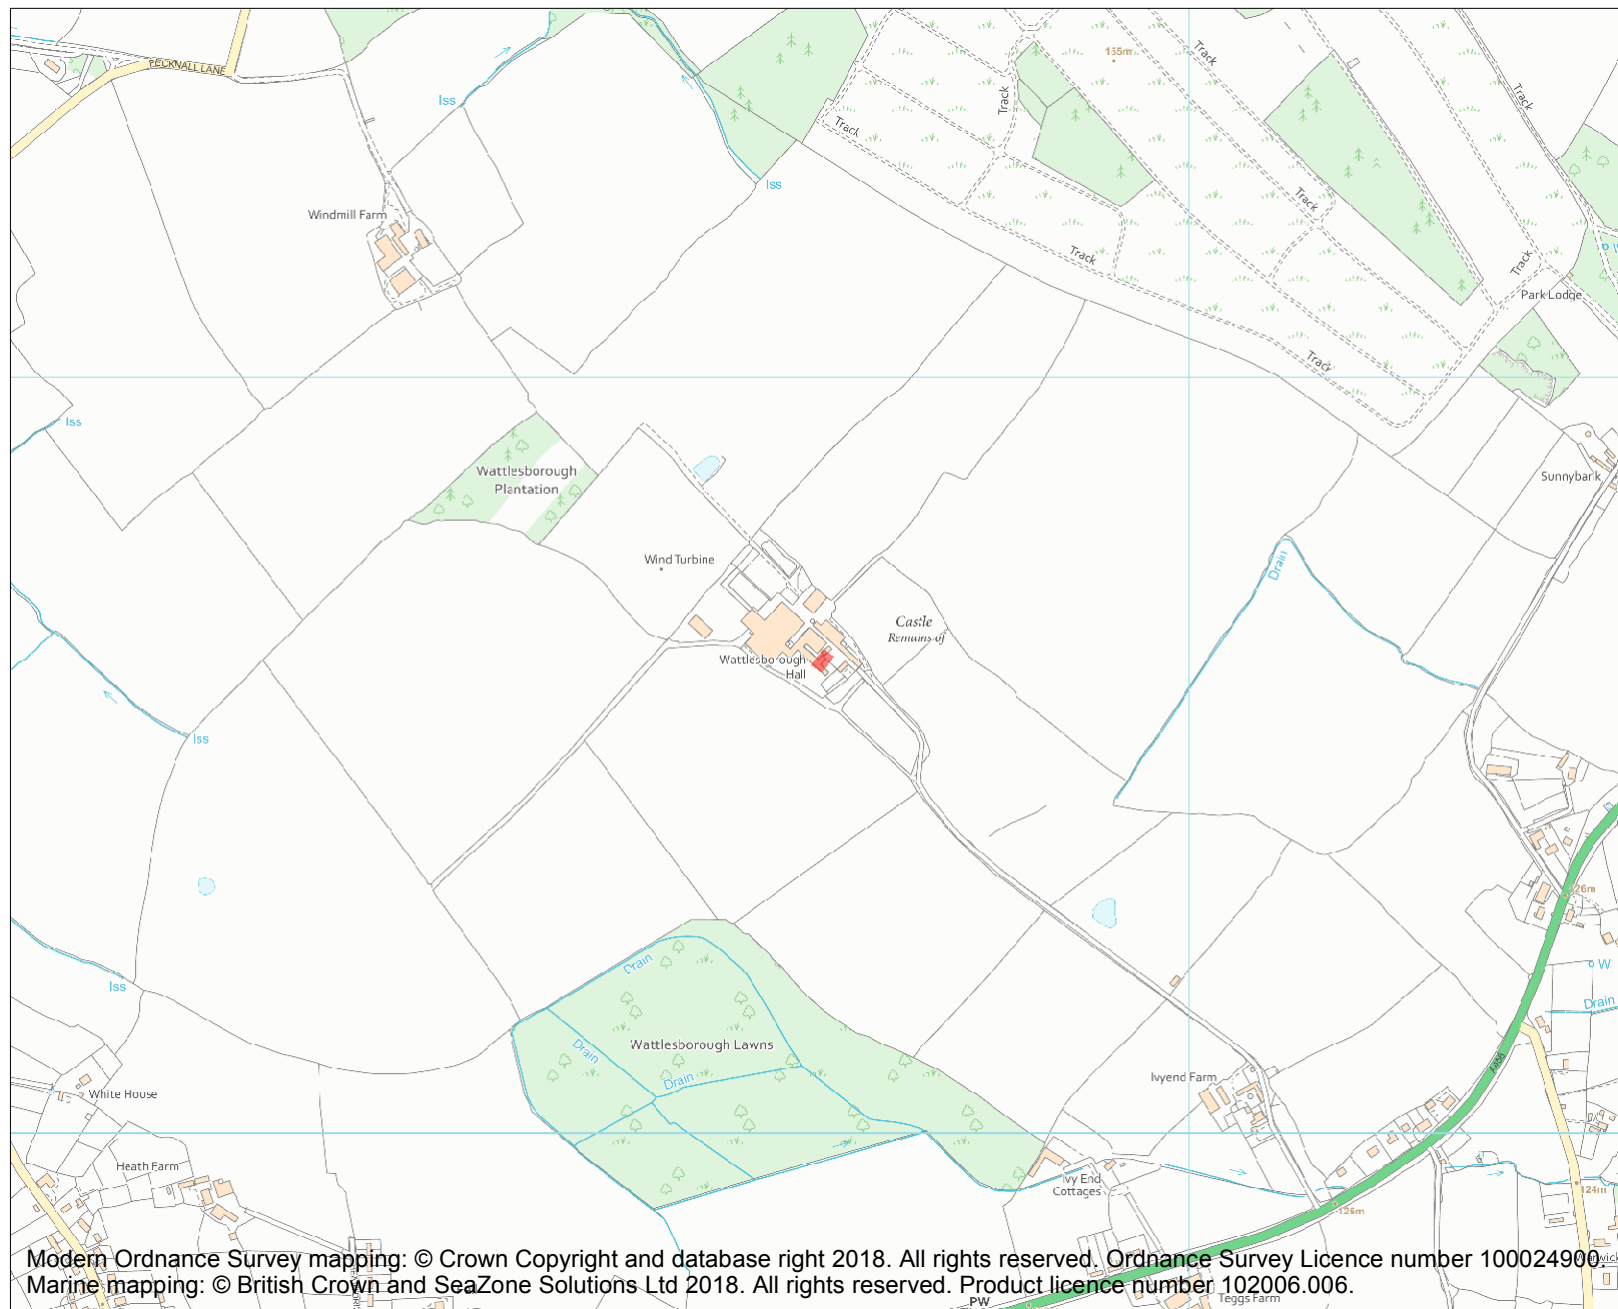 155m
Track
PECKNALL LANE
Track
Track
Iss
Track
Iss
Track
Windmill Farm
Track
Track
Park Lodge
Track
Iss
Wattlesborough
Plantation
Sunnybank
Wind Turbine
Drain
Castle
Remains of
Wattlesborough
Hall
Iss
126m
Drain
W
Iss
Drain
Drain
Wattlesborough Lawns
Drain
Ivyend Farm
White House
Heath Farm
Ivy End
Cottages
124m
126m
Modern Ordnance Survey mapping: © Crown Copyright and database right 2018. All rights reserved. Ordnance Survey Licence number 100024900.
Marine mapping: © British Crown and SeaZone Solutions Ltd 2018. All rights reserved. Product licence number 102006.006.
PW
Teggs Farm